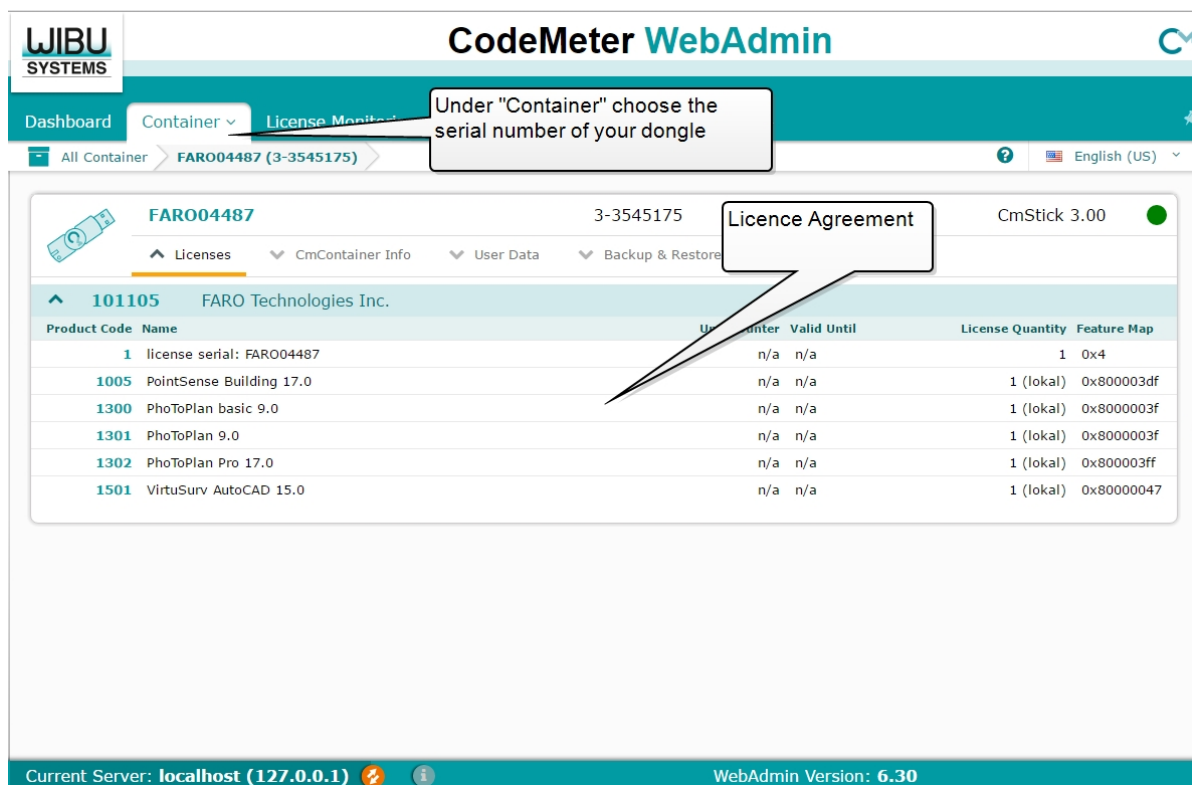 WIBU
SYSTEMS
CodeMeter WebAdmin
Dashboard Container License Monitori
Under "Container" choose the
serial number of your dongle
All Container FARO04487 (3-3545175) English (US)
FARO04487 3-3545175 CmStick 3.00
Licence Agreement
Licenses CmContainer Info User Data Backup & Restore
101105 FARO Technologies Inc.
Product Code Name Valid Until License Quantity Feature Map
1 license serial: FARO04487 n/a n/a 1 0x4
1005 PointSense Building 17.0 n/a n/a 1 (lokal) 0x800003df
1300 PhoToPlan basic 9.0 n/a n/a 1 (lokal) 0x8000003f
1301 PhoToPlan 9.0 n/a n/a 1 (lokal) 0x8000003f
1302 PhoToPlan Pro 17.0 n/a n/a 1 (lokal) 0x800003ff
1501 VirtuSurv AutoCAD 15.0 n/a n/a 1 (lokal) 0x80000047
Current Server: localhost (127.0.0.1) WebAdmin Version: 6.30